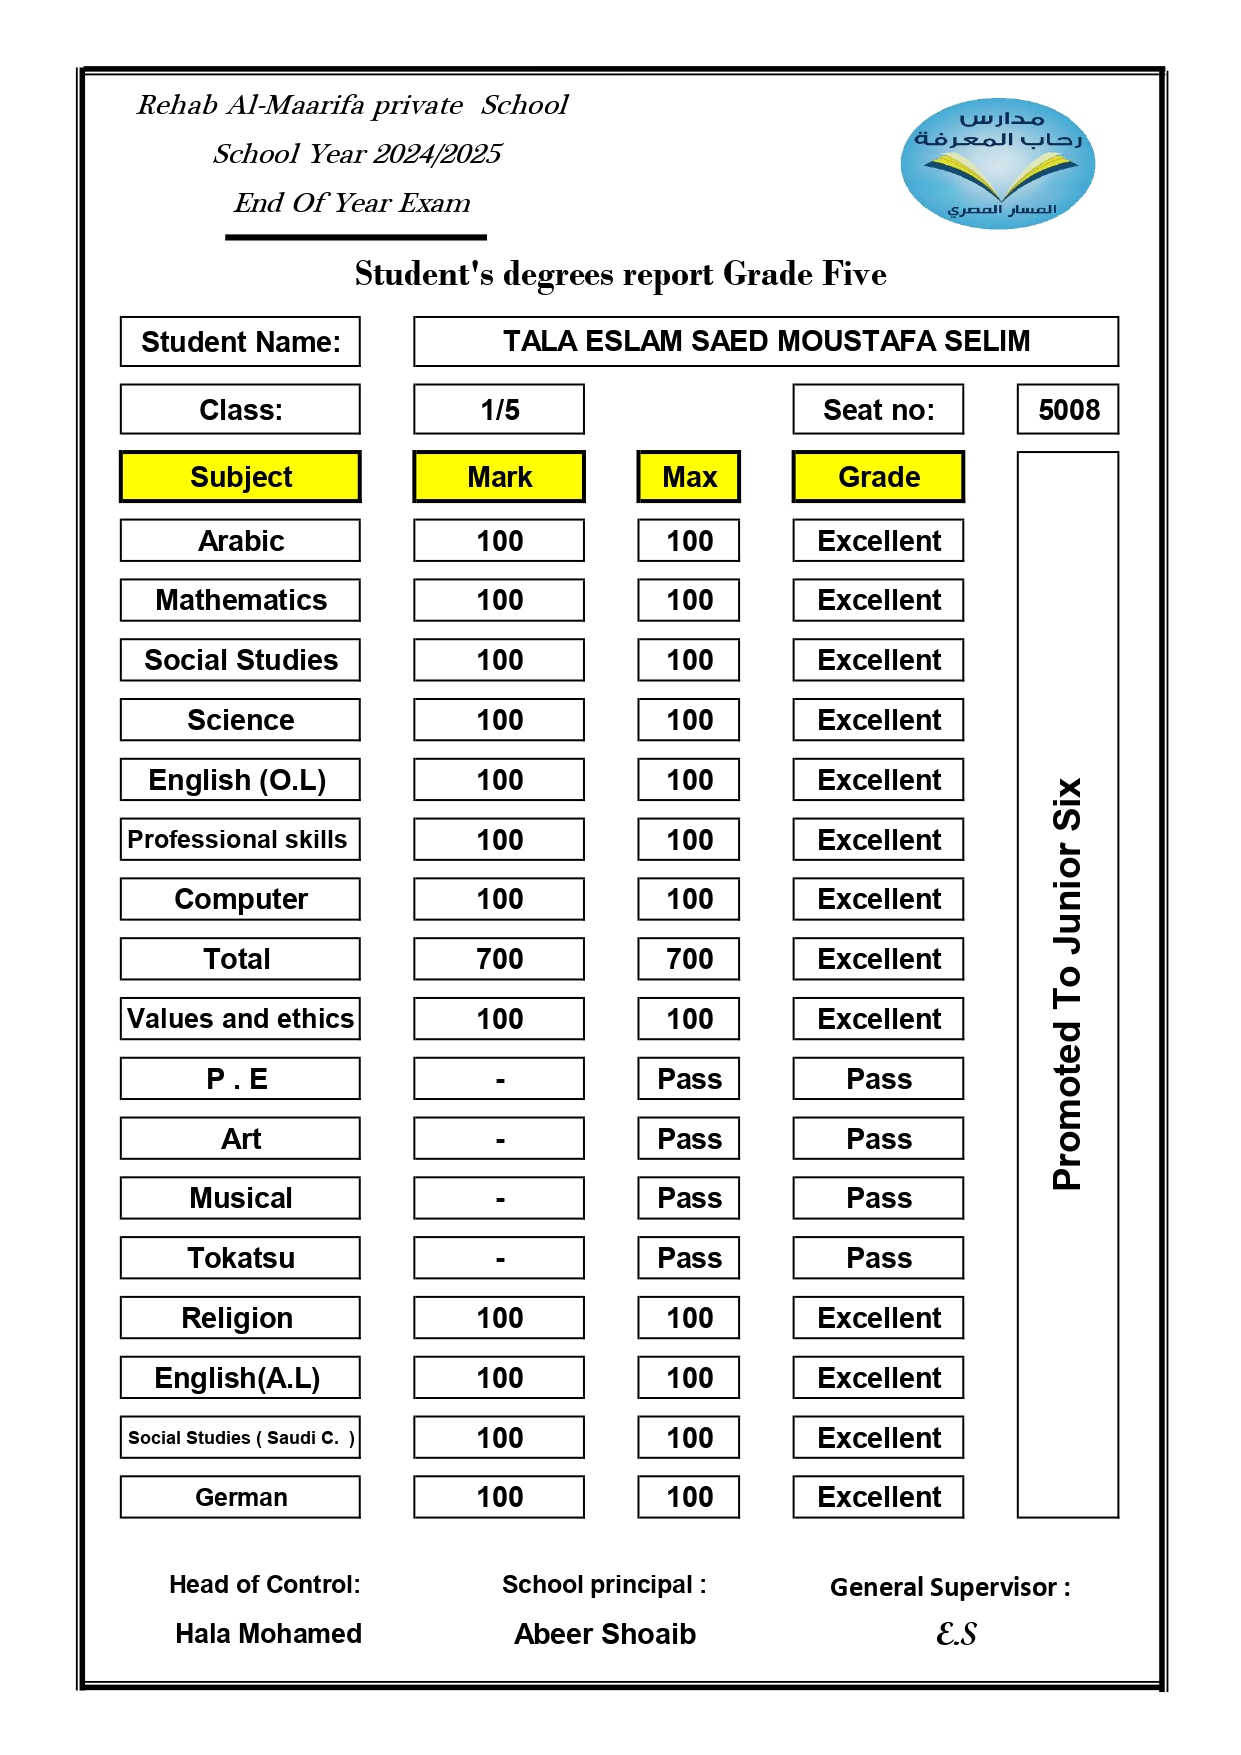 Rehab Al-Maarifa private School
School Year 2024/2025
End Of Year Exam
مدارس
رحاب المعرفة
المسار المصري
Student's degrees report Grade Five
Student Name: TALA ESLAM SAED MOUSTAFA SELIM
Class: 1/5 Seat no: 5008
Subject Mark Max Grade
Arabic 100 100 Excellent
Mathematics 100 100 Excellent
Social Studies 100 100 Excellent
Science 100 100 Excellent
English (O.L) 100 100 Excellent
Professional skills 100 100 Excellent
Computer 100 100 Excellent
Total 700 700 Excellent
Values and ethics 100 100 Excellent
P . E - Pass Pass
Art - Pass Pass
Musical - Pass Pass
Tokatsu - Pass Pass
Religion 100 100 Excellent
English(A.L) 100 100 Excellent
Social Studies ( Saudi C. ) 100 100 Excellent
German 100 100 Excellent
Promoted To Junior Six
Head of Control: School principal : General Supervisor :
Hala Mohamed Abeer Shoaib E.S